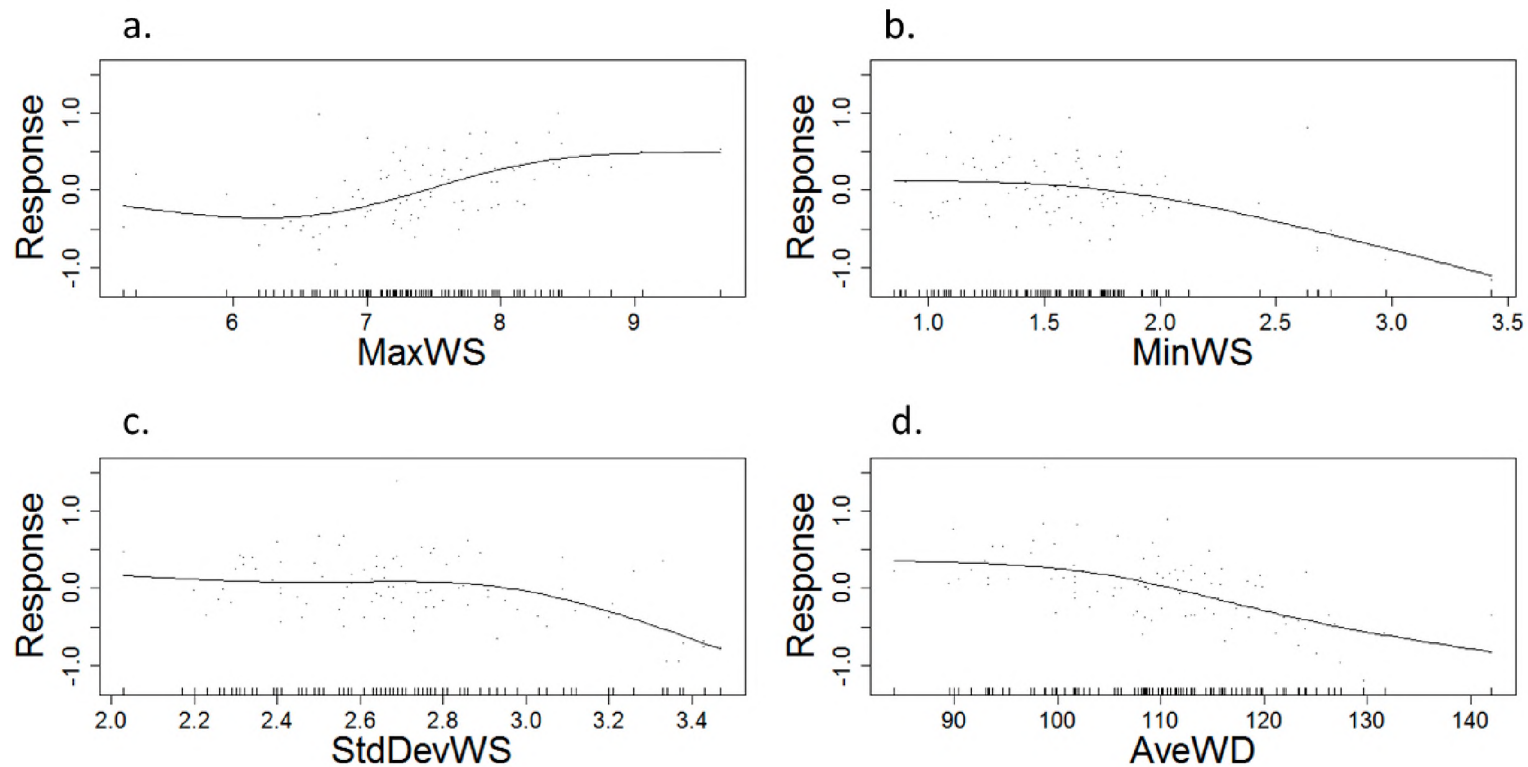 a.
Response
1.0
0.0
-1.0
6 7 8 9
MaxWS
b.
Response
1.0
0.0
-1.0
1.0 1.5 2.0 2.5 3.0 3.5
MinWS
c.
Response
1.0
0.0
-1.0
2.0 2.2 2.4 2.6 2.8 3.0 3.2 3.4
StdDevWS
d.
Response
1.0
0.0
-1.0
90 100 110 120 130 140
AveWD